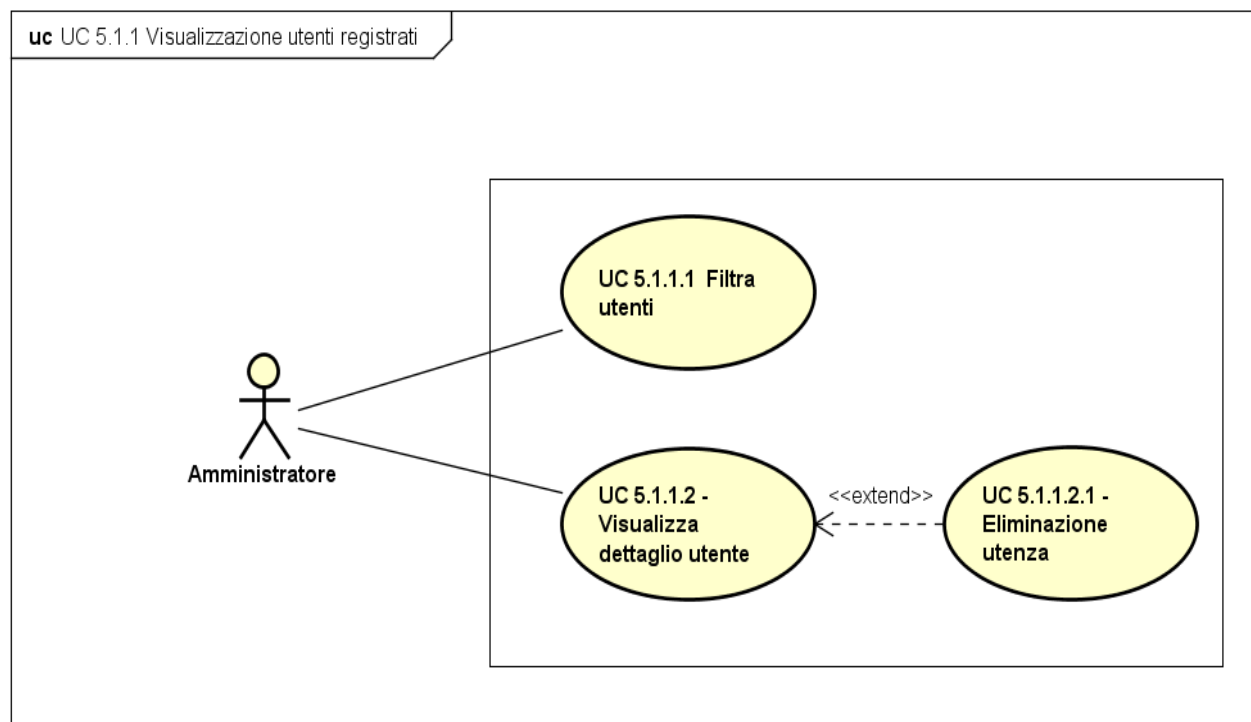 uc UC 5.1.1 Visualizzazione utenti registrati
UC 5.1.1.1 Filtra
utenti
Amministratore
UC 5.1.1.2 -
Visualizza
dettaglio utente
<<extend>>
UC 5.1.1.2.1 -
Eliminazione
utenza